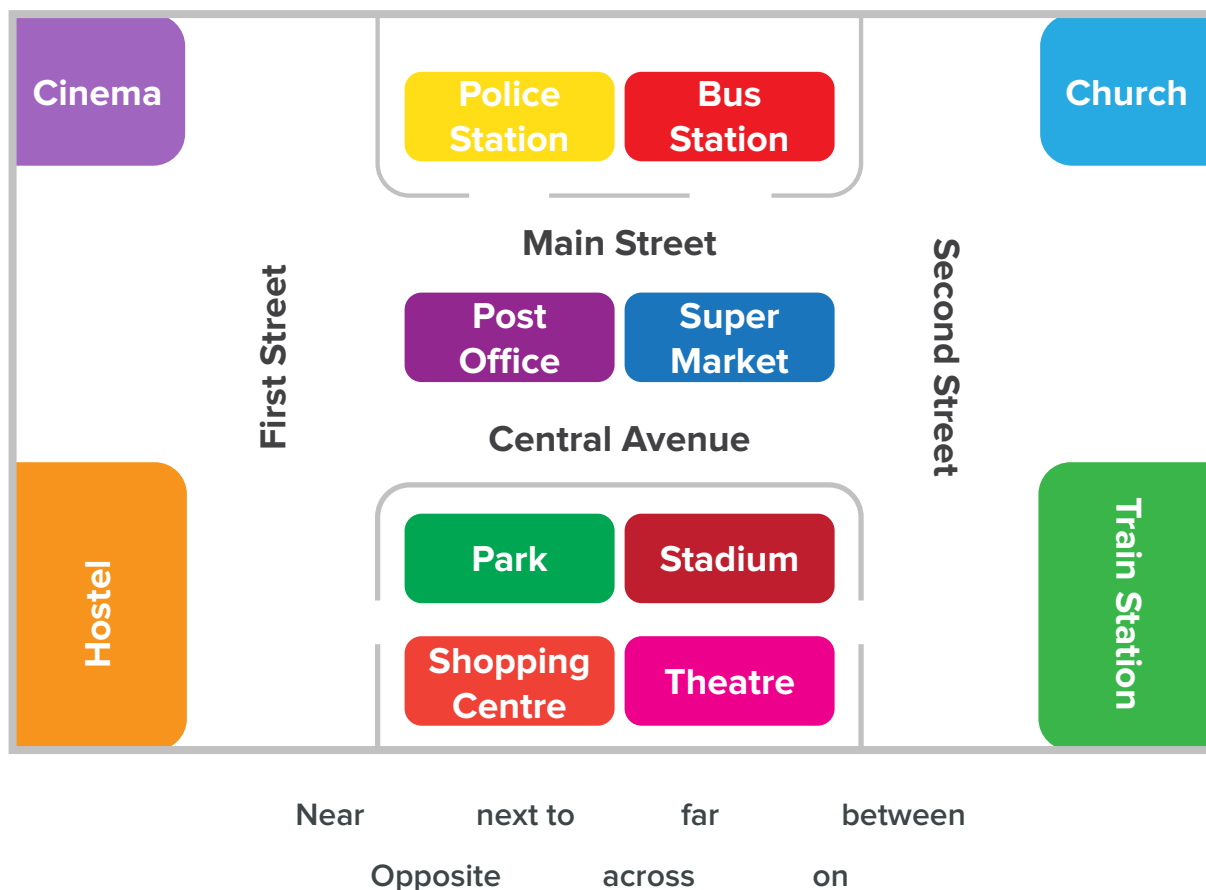 Cinema
Police
Station
Bus
Station
Church
Main Street
First Street
Second Street
Post
Office
Super
Market
Central Avenue
Hostel
Park
Stadium
Train Station
Shopping
Centre
Theatre
Near next to far between
Opposite across on